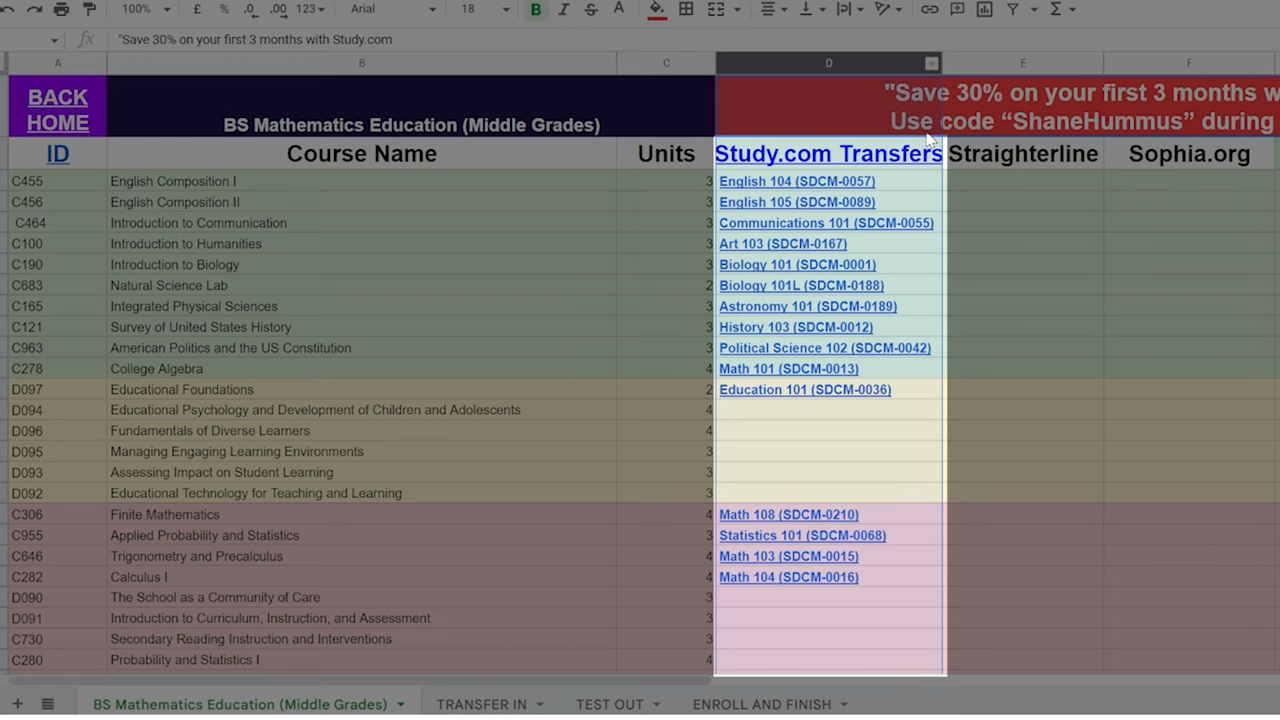 100% £ % .0 .00 123 Arial 18 B I S A Σ
fx "Save 30% on your first 3 months with Study.com
A B C D E F
BACK HOME
BS Mathematics Education (Middle Grades)
"Save 30% on your first 3 months w
Use code “ShaneHummus” during
ID Course Name Units Study.com Transfers Straighterline Sophia.org
C455 English Composition I 3 English 104 (SDCM-0057)
C456 English Composition II 3 English 105 (SDCM-0089)
C464 Introduction to Communication 3 Communications 101 (SDCM-0055)
C100 Introduction to Humanities 3 Art 103 (SDCM-0167)
C190 Introduction to Biology 3 Biology 101 (SDCM-0001)
C683 Natural Science Lab 2 Biology 101L (SDCM-0188)
C165 Integrated Physical Sciences 3 Astronomy 101 (SDCM-0189)
C121 Survey of United States History 3 History 103 (SDCM-0012)
C963 American Politics and the US Constitution 3 Political Science 102 (SDCM-0042)
C278 College Algebra 4 Math 101 (SDCM-0013)
D097 Educational Foundations 2 Education 101 (SDCM-0036)
D094 Educational Psychology and Development of Children and Adolescents 4
D096 Fundamentals of Diverse Learners 4
D095 Managing Engaging Learning Environments 3
D093 Assessing Impact on Student Learning 3
D092 Educational Technology for Teaching and Learning 3
C306 Finite Mathematics 4 Math 108 (SDCM-0210)
C955 Applied Probability and Statistics 3 Statistics 101 (SDCM-0068)
C646 Trigonometry and Precalculus 4 Math 103 (SDCM-0015)
C282 Calculus I 4 Math 104 (SDCM-0016)
D090 The School as a Community of Care 3
D091 Introduction to Curriculum, Instruction, and Assessment 3
C730 Secondary Reading Instruction and Interventions 3
C280 Probability and Statistics I 4
+ BS Mathematics Education (Middle Grades) TRANSFER IN TEST OUT ENROLL AND FINISH